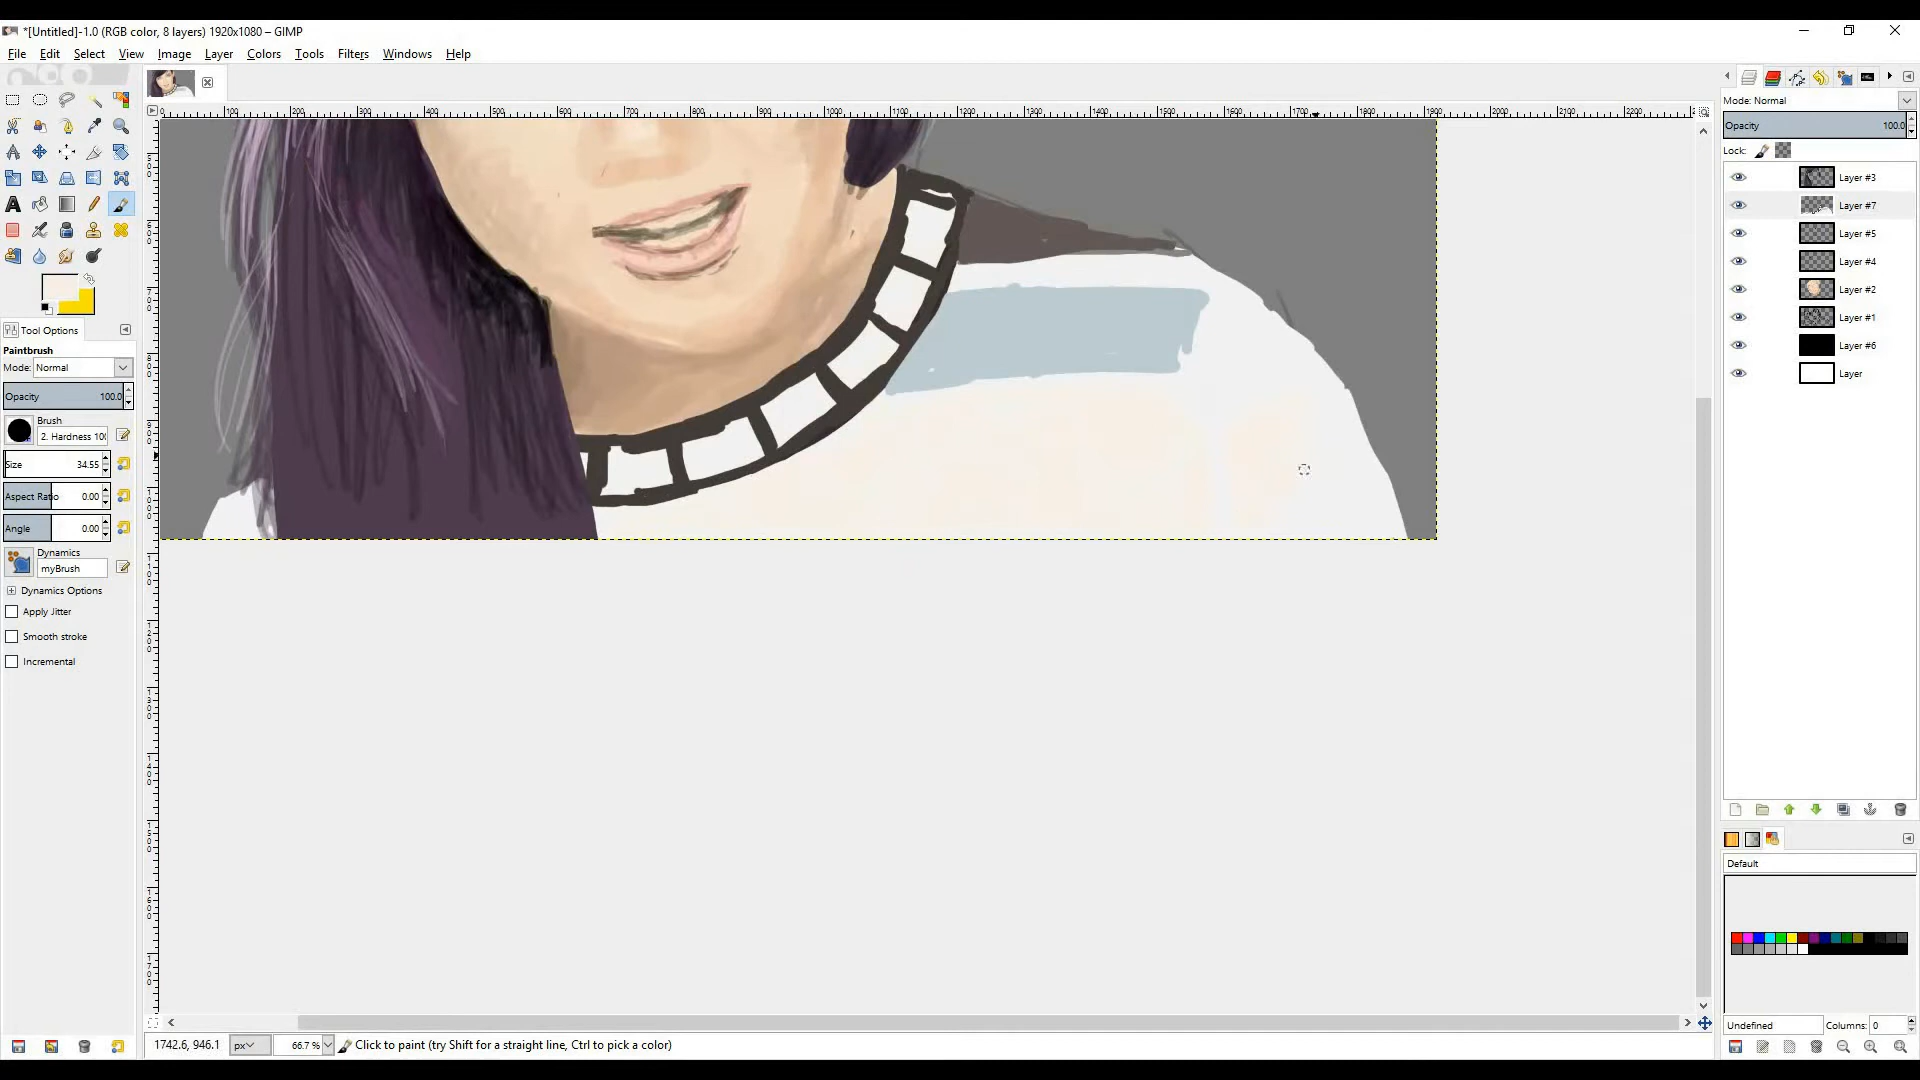 *[Untitled]-1.0 (RGB color, 8 layers) 1920x1080 – GIMP
File Edit Select View Image Layer Colors Filters Tools Windows Help
Mode: Normal
Opacity 100.0
Lock:
Layer #3
Layer #7
Layer #5
Layer #4
Layer #2
Layer #1
Layer #6
Layer
Tool Options
Paintbrush
Mode: Normal
Opacity 100.0
Brush
2. Hardness 10
Size 34.55
Aspect Ratio 0.00
Angle 0.00
Dynamics
myBrush
Dynamics Options
Apply Jitter
Smooth stroke
Incremental
Default
Undefined Columns: 0
1742.6, 946.1 px 66.7 % Click to paint (try Shift for a straight line, Ctrl to pick a color)